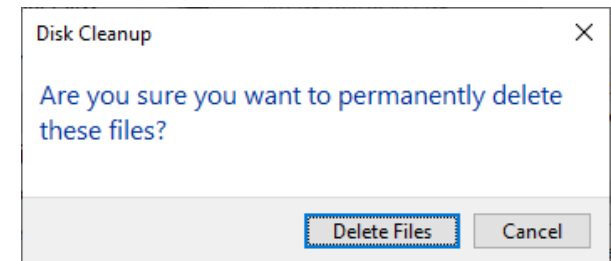 Disk Cleanup
Are you sure you want to permanently delete
these files?
Delete Files Cancel